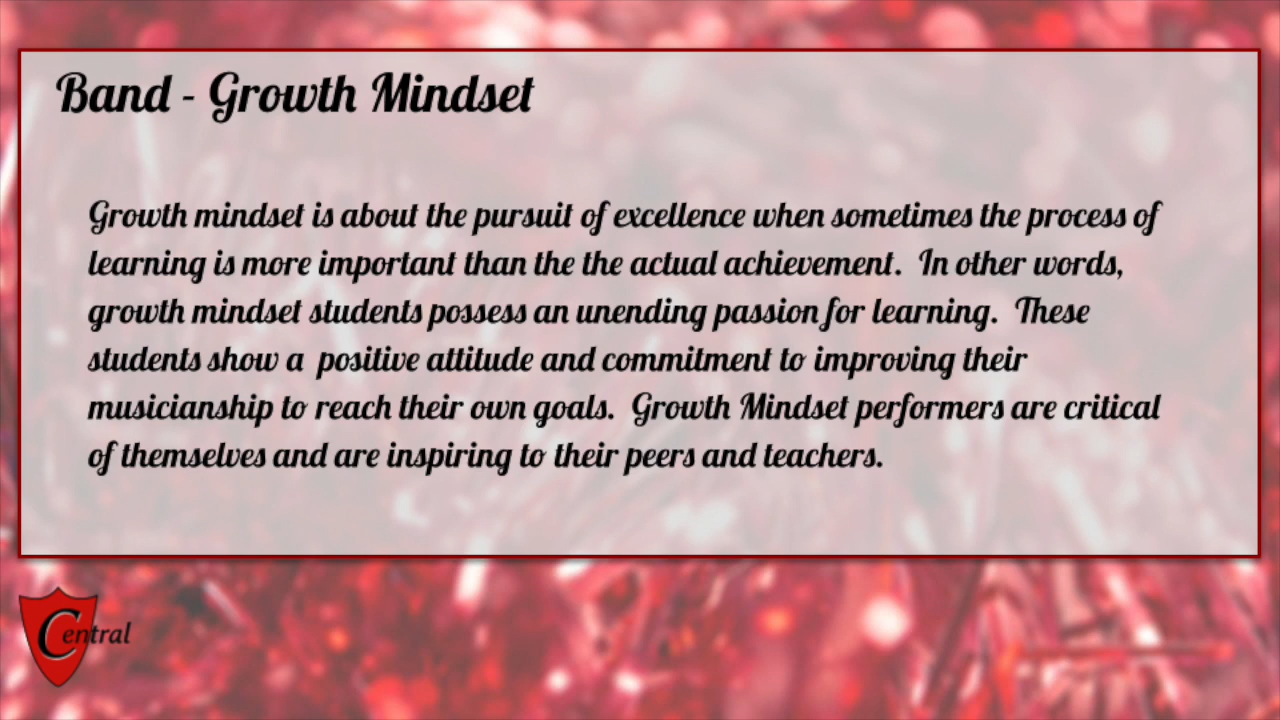 Band - Growth Mindset
Growth mindset is about the pursuit of excellence when sometimes the process of
learning is more important than the the actual achievement.  In other words,
growth mindset students possess an unending passion for learning.  These
students show a  positive attitude and commitment to improving their
musicianship to reach their own goals.  Growth Mindset performers are critical
of themselves and are inspiring to their peers and teachers.
Central